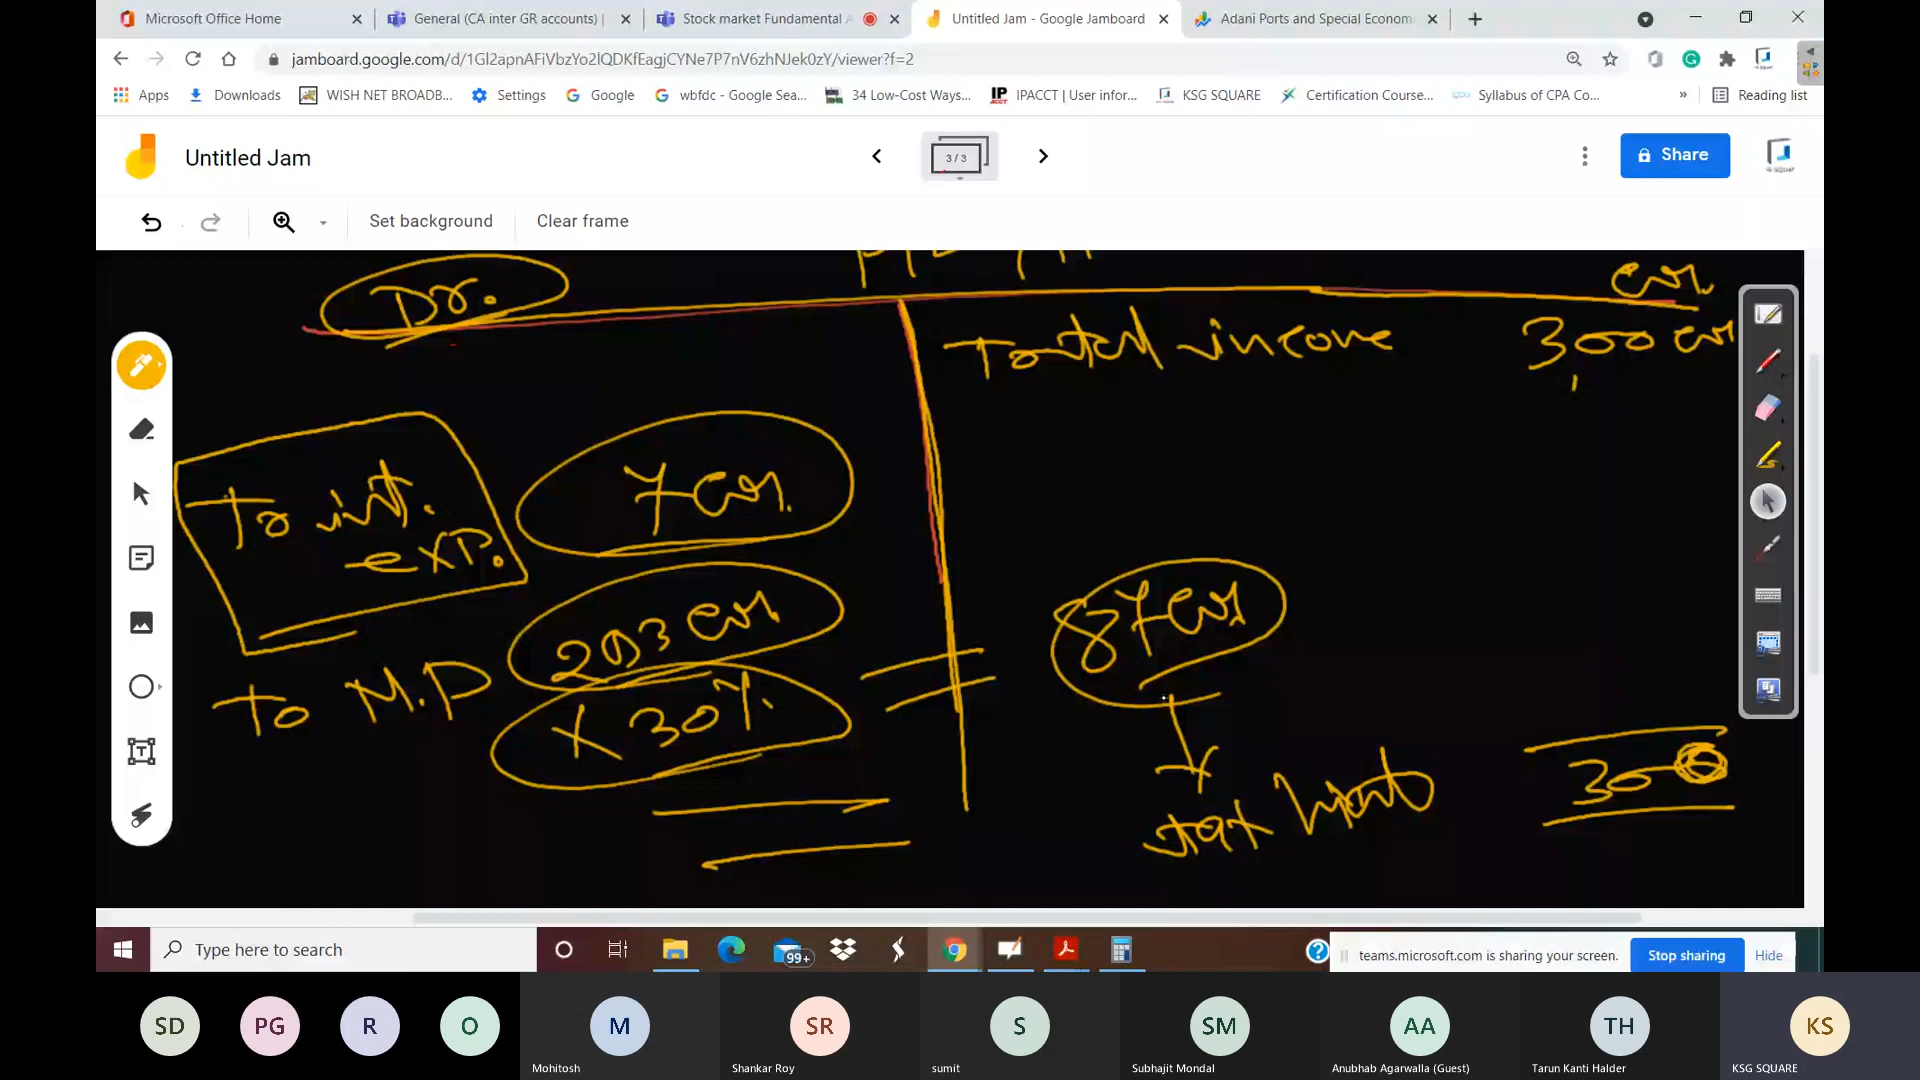 Microsoft Office Home
General (CA inter GR accounts) |
Stock market Fundamental A
Untitled Jam - Google Jamboard
Adani Ports and Special Econom
jamboard.google.com/d/1Gl2apnAFiVbzYo2lQDKfEagjCYNe7P7nV6zhNJek0zY/viewer?f=2
Apps
Downloads
WISH NET BROADB...
Settings
Google
wbfdc - Google Sea...
34 Low-Cost Ways...
IPACCT | User infor...
KSG SQUARE
Certification Course...
Syllabus of CPA Co...
»
Reading list
Untitled Jam
3 / 3
Share
Set background
Clear frame
Dr.
cr.
Total income 300 cr
To int. exp. 7 cr.
To M.P 293 cr.
X 30%
87 cr
tax
300
Type here to search
99+
teams.microsoft.com is sharing your screen.
Stop sharing
Hide
SD
PG
R
O
M
SR
S
SM
AA
TH
KS
Mohitosh
Shankar Roy
sumit
Subhajit Mondal
Anubhab Agarwalla (Guest)
Tarun Kanti Halder
KSG SQUARE